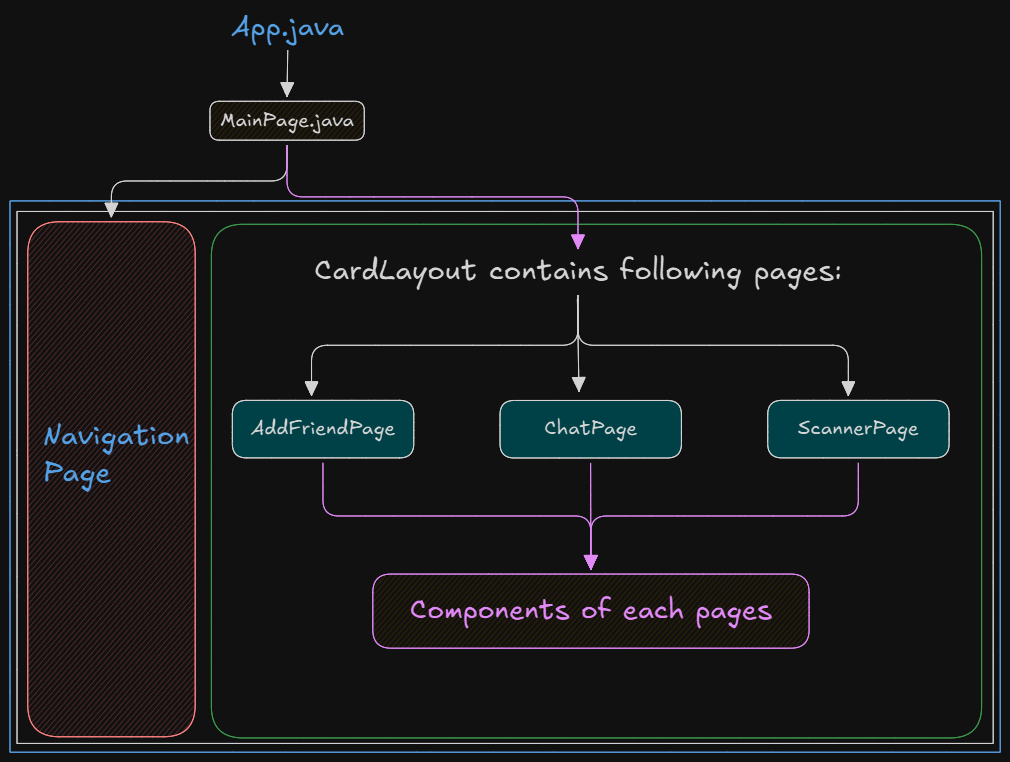 App.java
MainPage.java
CardLayout contains following pages:
Navigation
Page
AddFriendPage
ChatPage
ScannerPage
Components of each pages